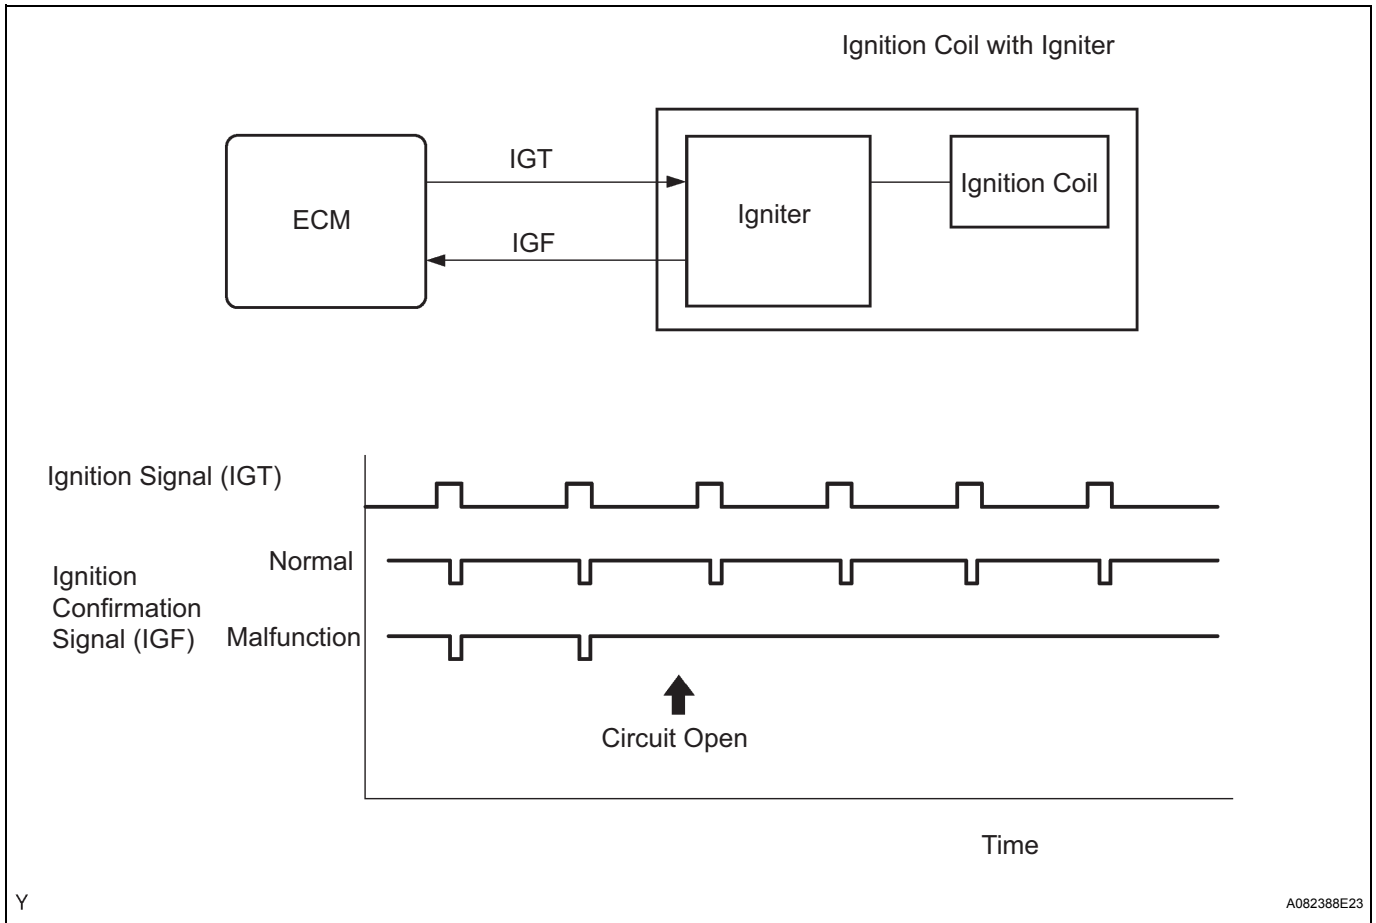 Ignition Coil with Igniter
ECM
IGT
IGF
Igniter
Ignition Coil
Ignition Signal (IGT)
Normal
Ignition
Confirmation
Signal (IGF)
Malfunction
Circuit Open
Time
Y
A082388E23